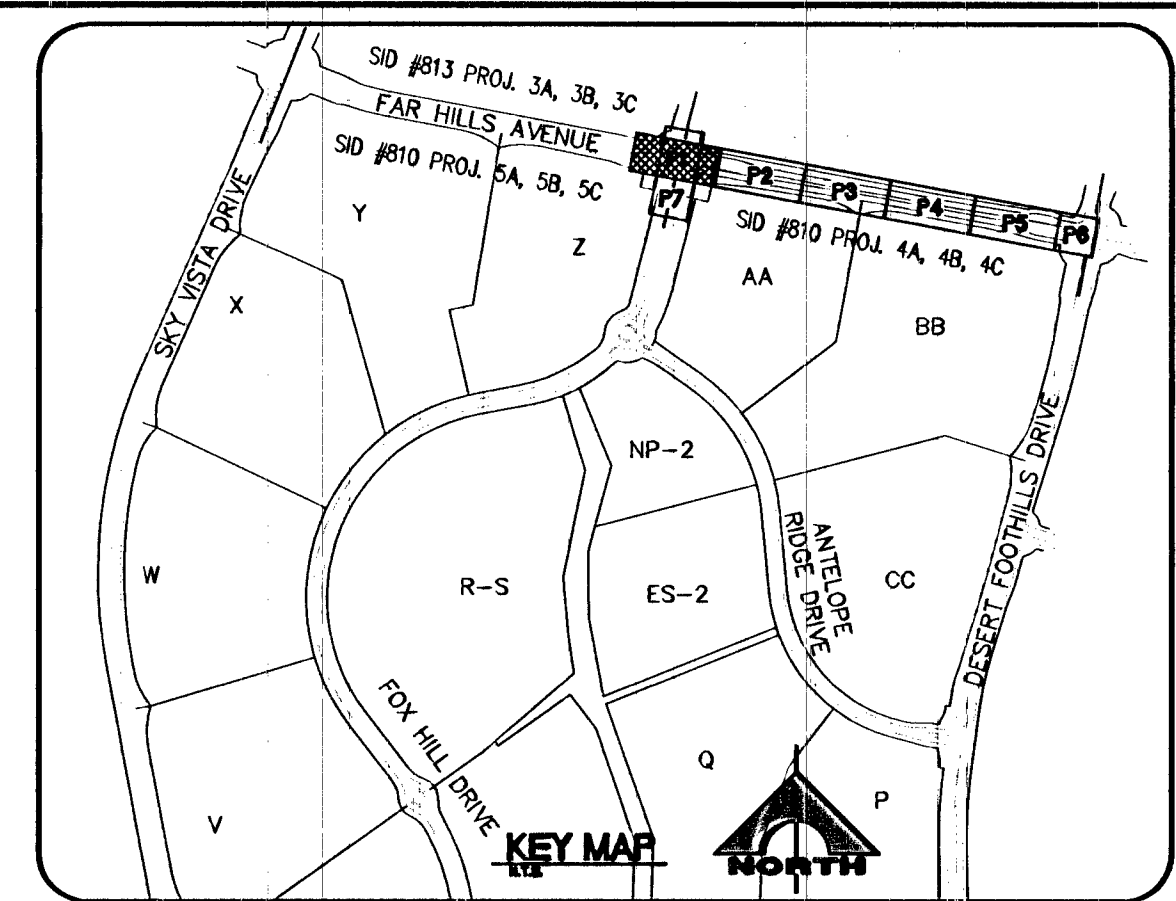 SID #813 PROJ. 3A, 3B, 3C
FAR HILLS AVENUE
SID #810 PROJ. 5A, 5B, 5C
P1
P2
P3
P4
P5
P6
P7
SID #810 PROJ. 4A, 4B, 4C
SKY VISTA DRIVE
Y
Z
AA
X
BB
NP-2
DESERT FOOTHILLS DRIVE
ANTELOPE
RIDGE DRIVE
W
R-S
ES-2
CC
FOX HILL DRIVE
Q
P
V
KEY MAP
N.T.S.
NORTH